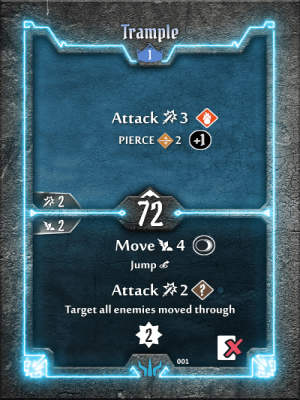 Trample
1
Attack 3
PIERCE 2 +1
2
72
2
Move 4
Jump
Attack 2 ?
Target all enemies moved through
2
001